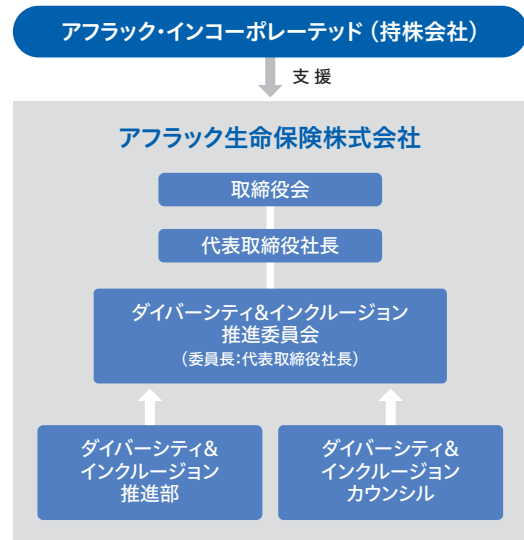 アフラック・インコーポレーテッド（持株会社）
支援
アフラック生命保険株式会社
取締役会
代表取締役社長
ダイバーシティ&インクルージョン
推進委員会
（委員長:代表取締役社長）
ダイバーシティ&
インクルージョン
推進部
ダイバーシティ&
インクルージョン
カウンシル